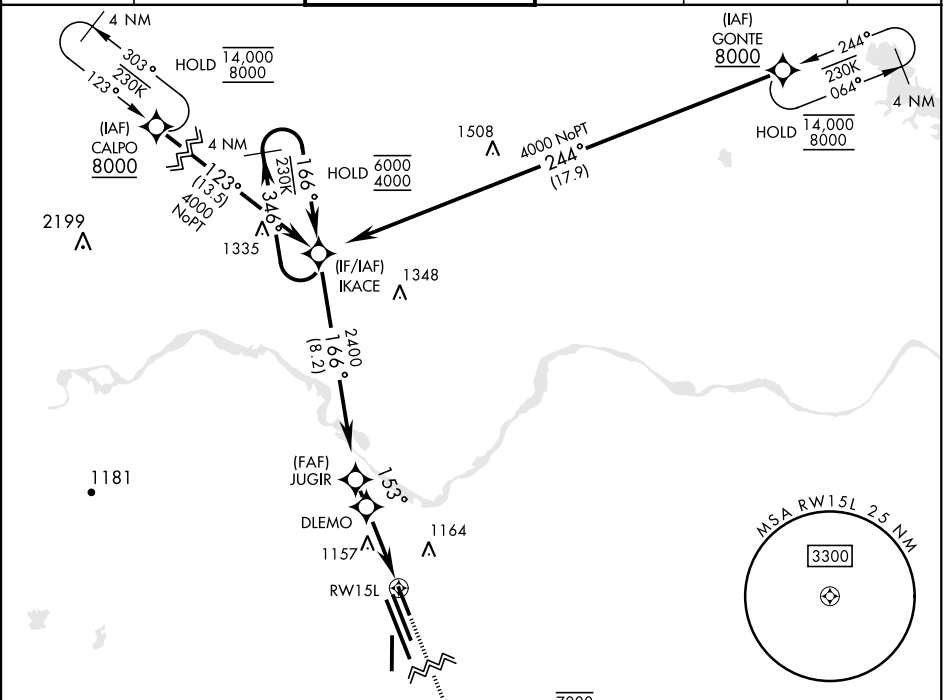 4 NM
303°
230K
123°
HOLD 14,000
8000
(IAF)
CALPO
8000
123°
(13.5)
4000
NoPT
4 NM
166°
230K
346°
HOLD 6000
4000
(IAF)
GONTE
8000
244°
230K
064°
4 NM
HOLD 14,000
8000
1508
4000 NoPT
244°
(17.9)
2199
1335
(IF/IAF)
IKACE
1348
2400
166°
(8.2)
(FAF)
JUGIR
153°
1181
DLEMO
1157
1164
RW15L
MSA RW15L 25 NM
3300